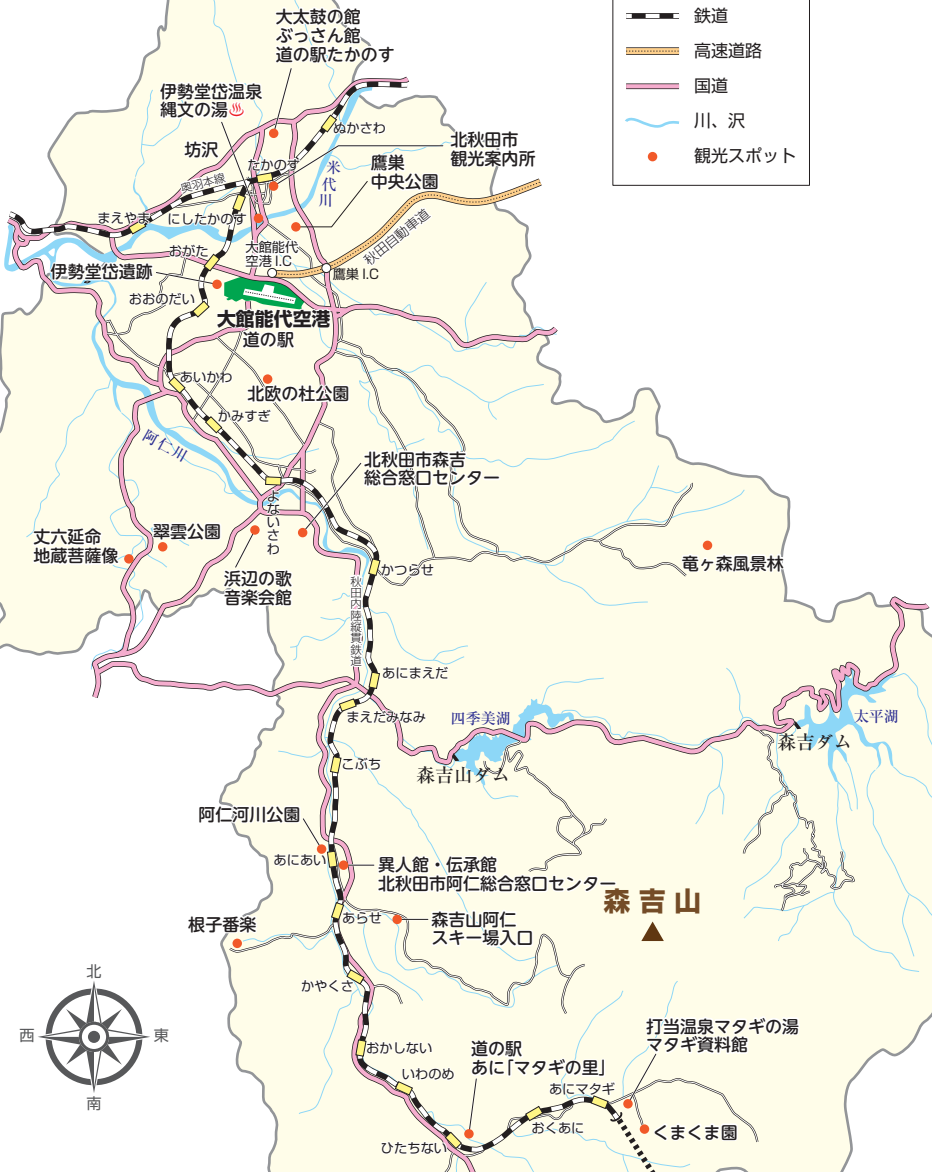 鉄道
高速道路
国道
川、沢
観光スポット
大太鼓の館
ぶっさん館
道の駅たかのす
伊勢堂岱温泉
縄文の湯
坊沢
ぬかさわ
北秋田市
観光案内所
鷹巣
中央公園
米代川
たかのす
奥羽本線
まえやま
にしたかのす
秋田自動車道
おがた
大館能代
空港I.C
鷹巣I.C
伊勢堂岱遺跡
おおのだい
大館能代空港
道の駅
あいかわ
北欧の杜公園
かみすぎ
阿仁川
北秋田市森吉
総合窓口センター
よないざわ
丈六延命
地蔵菩薩像
翠雲公園
浜辺の歌
音楽会館
かつらせ
竜ヶ森風景林
秋田内陸縦貫鉄道
あにまえだ
まえだみなみ
四季美湖
太平湖
森吉ダム
こぶち
森吉山ダム
阿仁河川公園
あにあい
異人館・伝承館
北秋田市阿仁総合窓口センター
森吉山
あらせ
森吉山阿仁
スキー場入口
根子番楽
かやくさ
北
西
東
南
おかしない
いわのめ
道の駅
あに「マタギの里」
打当温泉マタギの湯
マタギ資料館
あにマタギ
おくあに
くまくま園
ひたちない